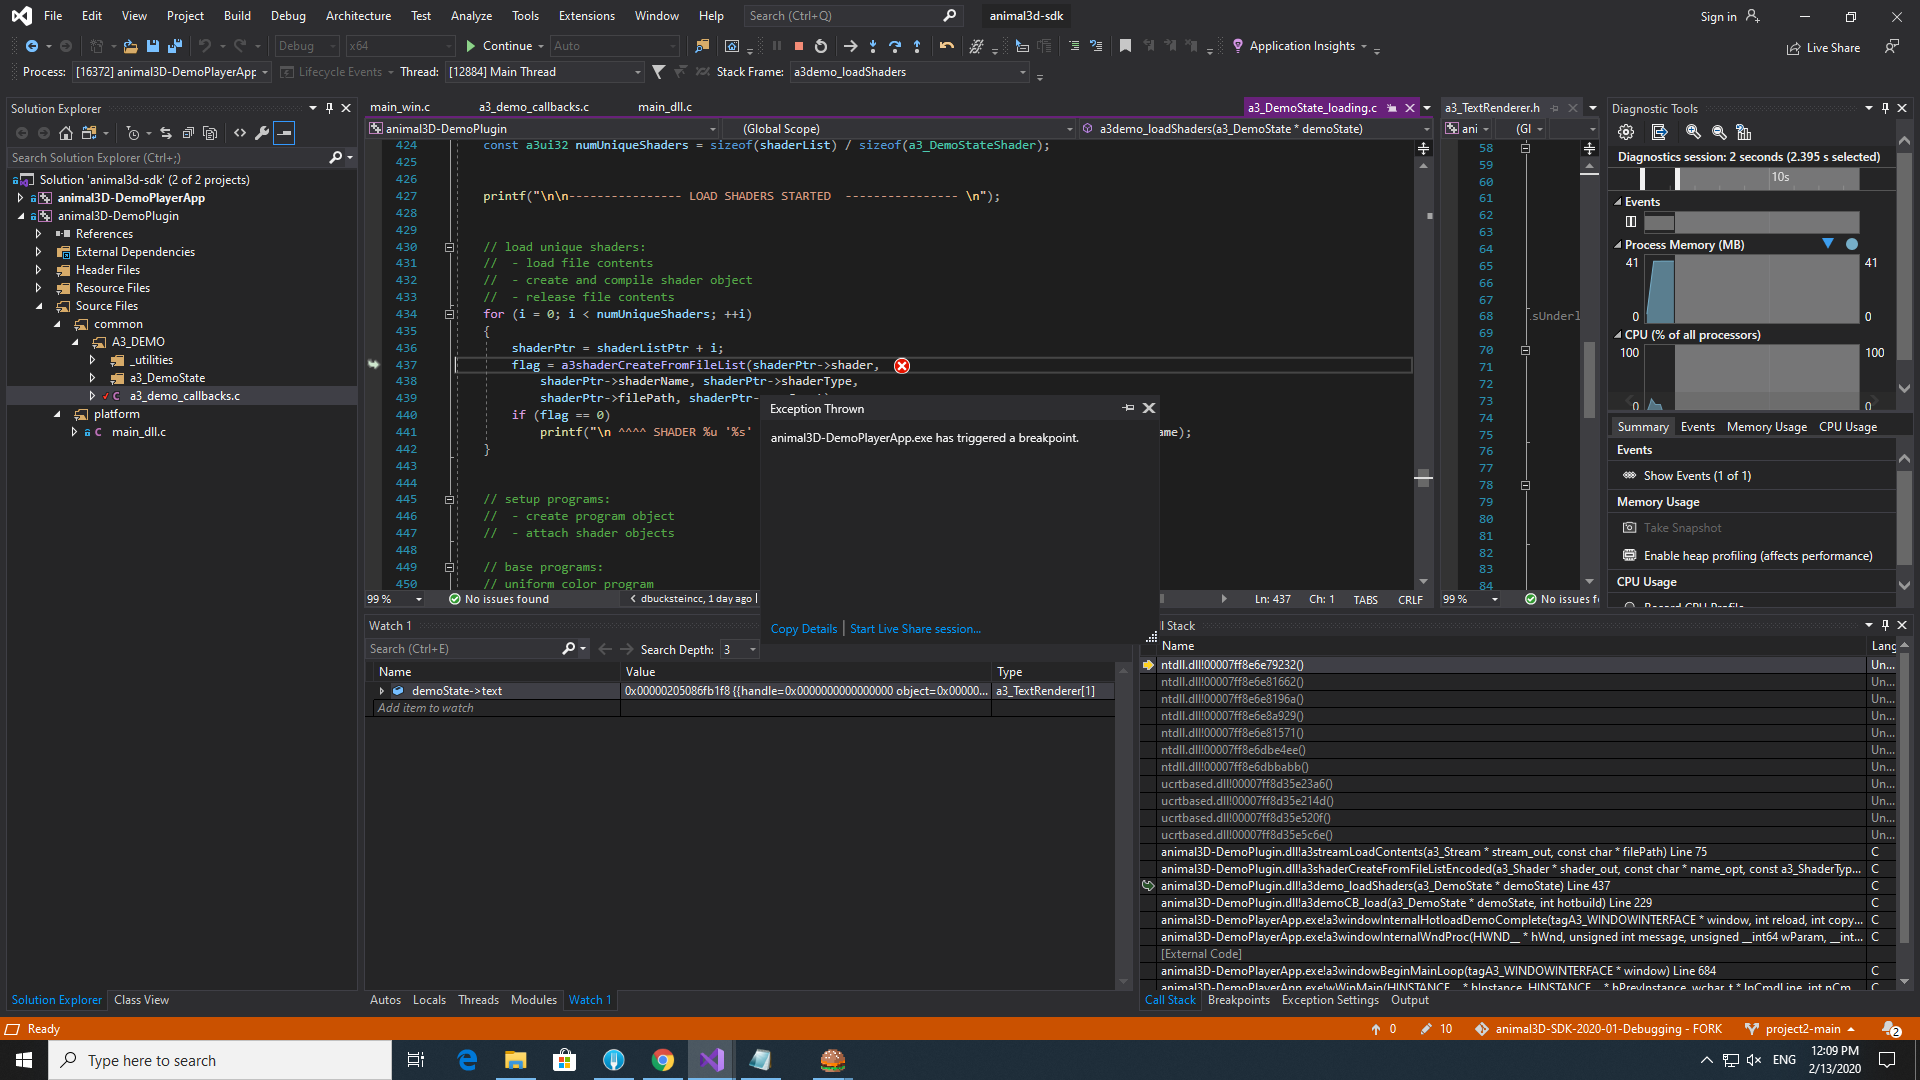 File Edit View Project Build Debug Architecture Test Analyze Tools Extensions Window Help Search (Ctrl+Q) animal3d-sdk Sign in
Debug x64 Continue Auto Application Insights Live Share
Process: [16372] animal3D-DemoPlayerApp Lifecycle Events Thread: [12884] Main Thread Stack Frame: a3demo_loadShaders
Solution Explorer
Search Solution Explorer (Ctrl+;)
Solution 'animal3d-sdk' (2 of 2 projects)
animal3D-DemoPlayerApp
animal3D-DemoPlugin
References
External Dependencies
Header Files
Resource Files
Source Files
common
A3_DEMO
_utilities
a3_DemoState
a3_demo_callbacks.c
platform
main_dll.c
Solution Explorer Class View
main_win.c a3_demo_callbacks.c main_dll.c a3_DemoState_loading.c
animal3D-DemoPlugin (Global Scope) a3demo_loadShaders(a3_DemoState * demoState)
424 const a3ui32 numUniqueShaders = sizeof(shaderList) / sizeof(a3_DemoStateShader);
425
426
427 printf("\n\n---------------- LOAD SHADERS STARTED ---------------- \n");
428
429
430 // load unique shaders:
431 // - load file contents
432 // - create and compile shader object
433 // - release file contents
434 for (i = 0; i < numUniqueShaders; ++i)
435 {
436 shaderPtr = shaderListPtr + i;
437 flag = a3shaderCreateFromFileList(shaderPtr->shader,
438 shaderPtr->shaderName, shaderPtr->shaderType,
439 shaderPtr->filePath, shaderPtr-
440 if (flag == 0)
441 printf("\n ^^^^ SHADER %u '%s' ame);
442 }
443
444
445 // setup programs:
446 // - create program object
447 // - attach shader objects
448
449 // base programs:
450 // uniform color program
99 % No issues found dbucksteincc, 1 day ago Ln: 437 Ch: 1 TABS CRLF
Exception Thrown
animal3D-DemoPlayerApp.exe has triggered a breakpoint.
Copy Details Start Live Share session...
a3_TextRenderer.h
ani (Gl
58
59
60
61
62
63
64
65
66
67
68 .sUnderl
69
70
71
72
73
74
75
76
77
78
79
80
81
82
83
84
99 % No issues f
Diagnostic Tools
Diagnostics session: 2 seconds (2.395 s selected)
10s
Events
Process Memory (MB)
41 41
0 0
CPU (% of all processors)
100 100
0 0
Summary Events Memory Usage CPU Usage
Events
Show Events (1 of 1)
Memory Usage
Take Snapshot
Enable heap profiling (affects performance)
CPU Usage
Record CPU Profile
Watch 1
Search (Ctrl+E) Search Depth: 3
Name Value Type
demoState->text 0x00000205086fb1f8 {{handle=0x0000000000000000 object=0x00000... a3_TextRenderer[1]
Add item to watch
Autos Locals Threads Modules Watch 1
l Stack
Name Lang
ntdll.dll!00007ff8e6e79232() Un...
ntdll.dll!00007ff8e6e81662() Un...
ntdll.dll!00007ff8e6e8196a() Un...
ntdll.dll!00007ff8e6e8a929() Un...
ntdll.dll!00007ff8e6e81571() Un...
ntdll.dll!00007ff8e6dbe4ee() Un...
ntdll.dll!00007ff8e6dbbabb() Un...
ucrtbased.dll!00007ff8d35e23a6() Un...
ucrtbased.dll!00007ff8d35e214d() Un...
ucrtbased.dll!00007ff8d35e520f() Un...
ucrtbased.dll!00007ff8d35e5c6e() Un...
animal3D-DemoPlugin.dll!a3streamLoadContents(a3_Stream * stream_out, const char * filePath) Line 75 C
animal3D-DemoPlugin.dll!a3shaderCreateFromFileListEncoded(a3_Shader * shader_out, const char * name_opt, const a3_ShaderTyp... C
animal3D-DemoPlugin.dll!a3demo_loadShaders(a3_DemoState * demoState) Line 437 C
animal3D-DemoPlugin.dll!a3demoCB_load(a3_DemoState * demoState, int hotbuild) Line 229 C
animal3D-DemoPlayerApp.exe!a3windowInternalHotloadDemoComplete(tagA3_WINDOWINTERFACE * window, int reload, int copy... C
animal3D-DemoPlayerApp.exe!a3windowInternalWndProc(HWND__ * hWnd, unsigned int message, unsigned __int64 wParam, __int... C
[External Code]
animal3D-DemoPlayerApp.exe!a3windowBeginMainLoop(tagA3_WINDOWINTERFACE * window) Line 684 C
animal3D-DemoPlayerApp.exe!wWinMain(HINSTANCE__ * hInstance, HINSTANCE__ * hPrevInstance, wchar_t * lpCmdLine, int nCm... C
Call Stack Breakpoints Exception Settings Output
Ready 0 10 animal3D-SDK-2020-01-Debugging - FORK project2-main 2
Type here to search ENG 12:09 PM
2/13/2020